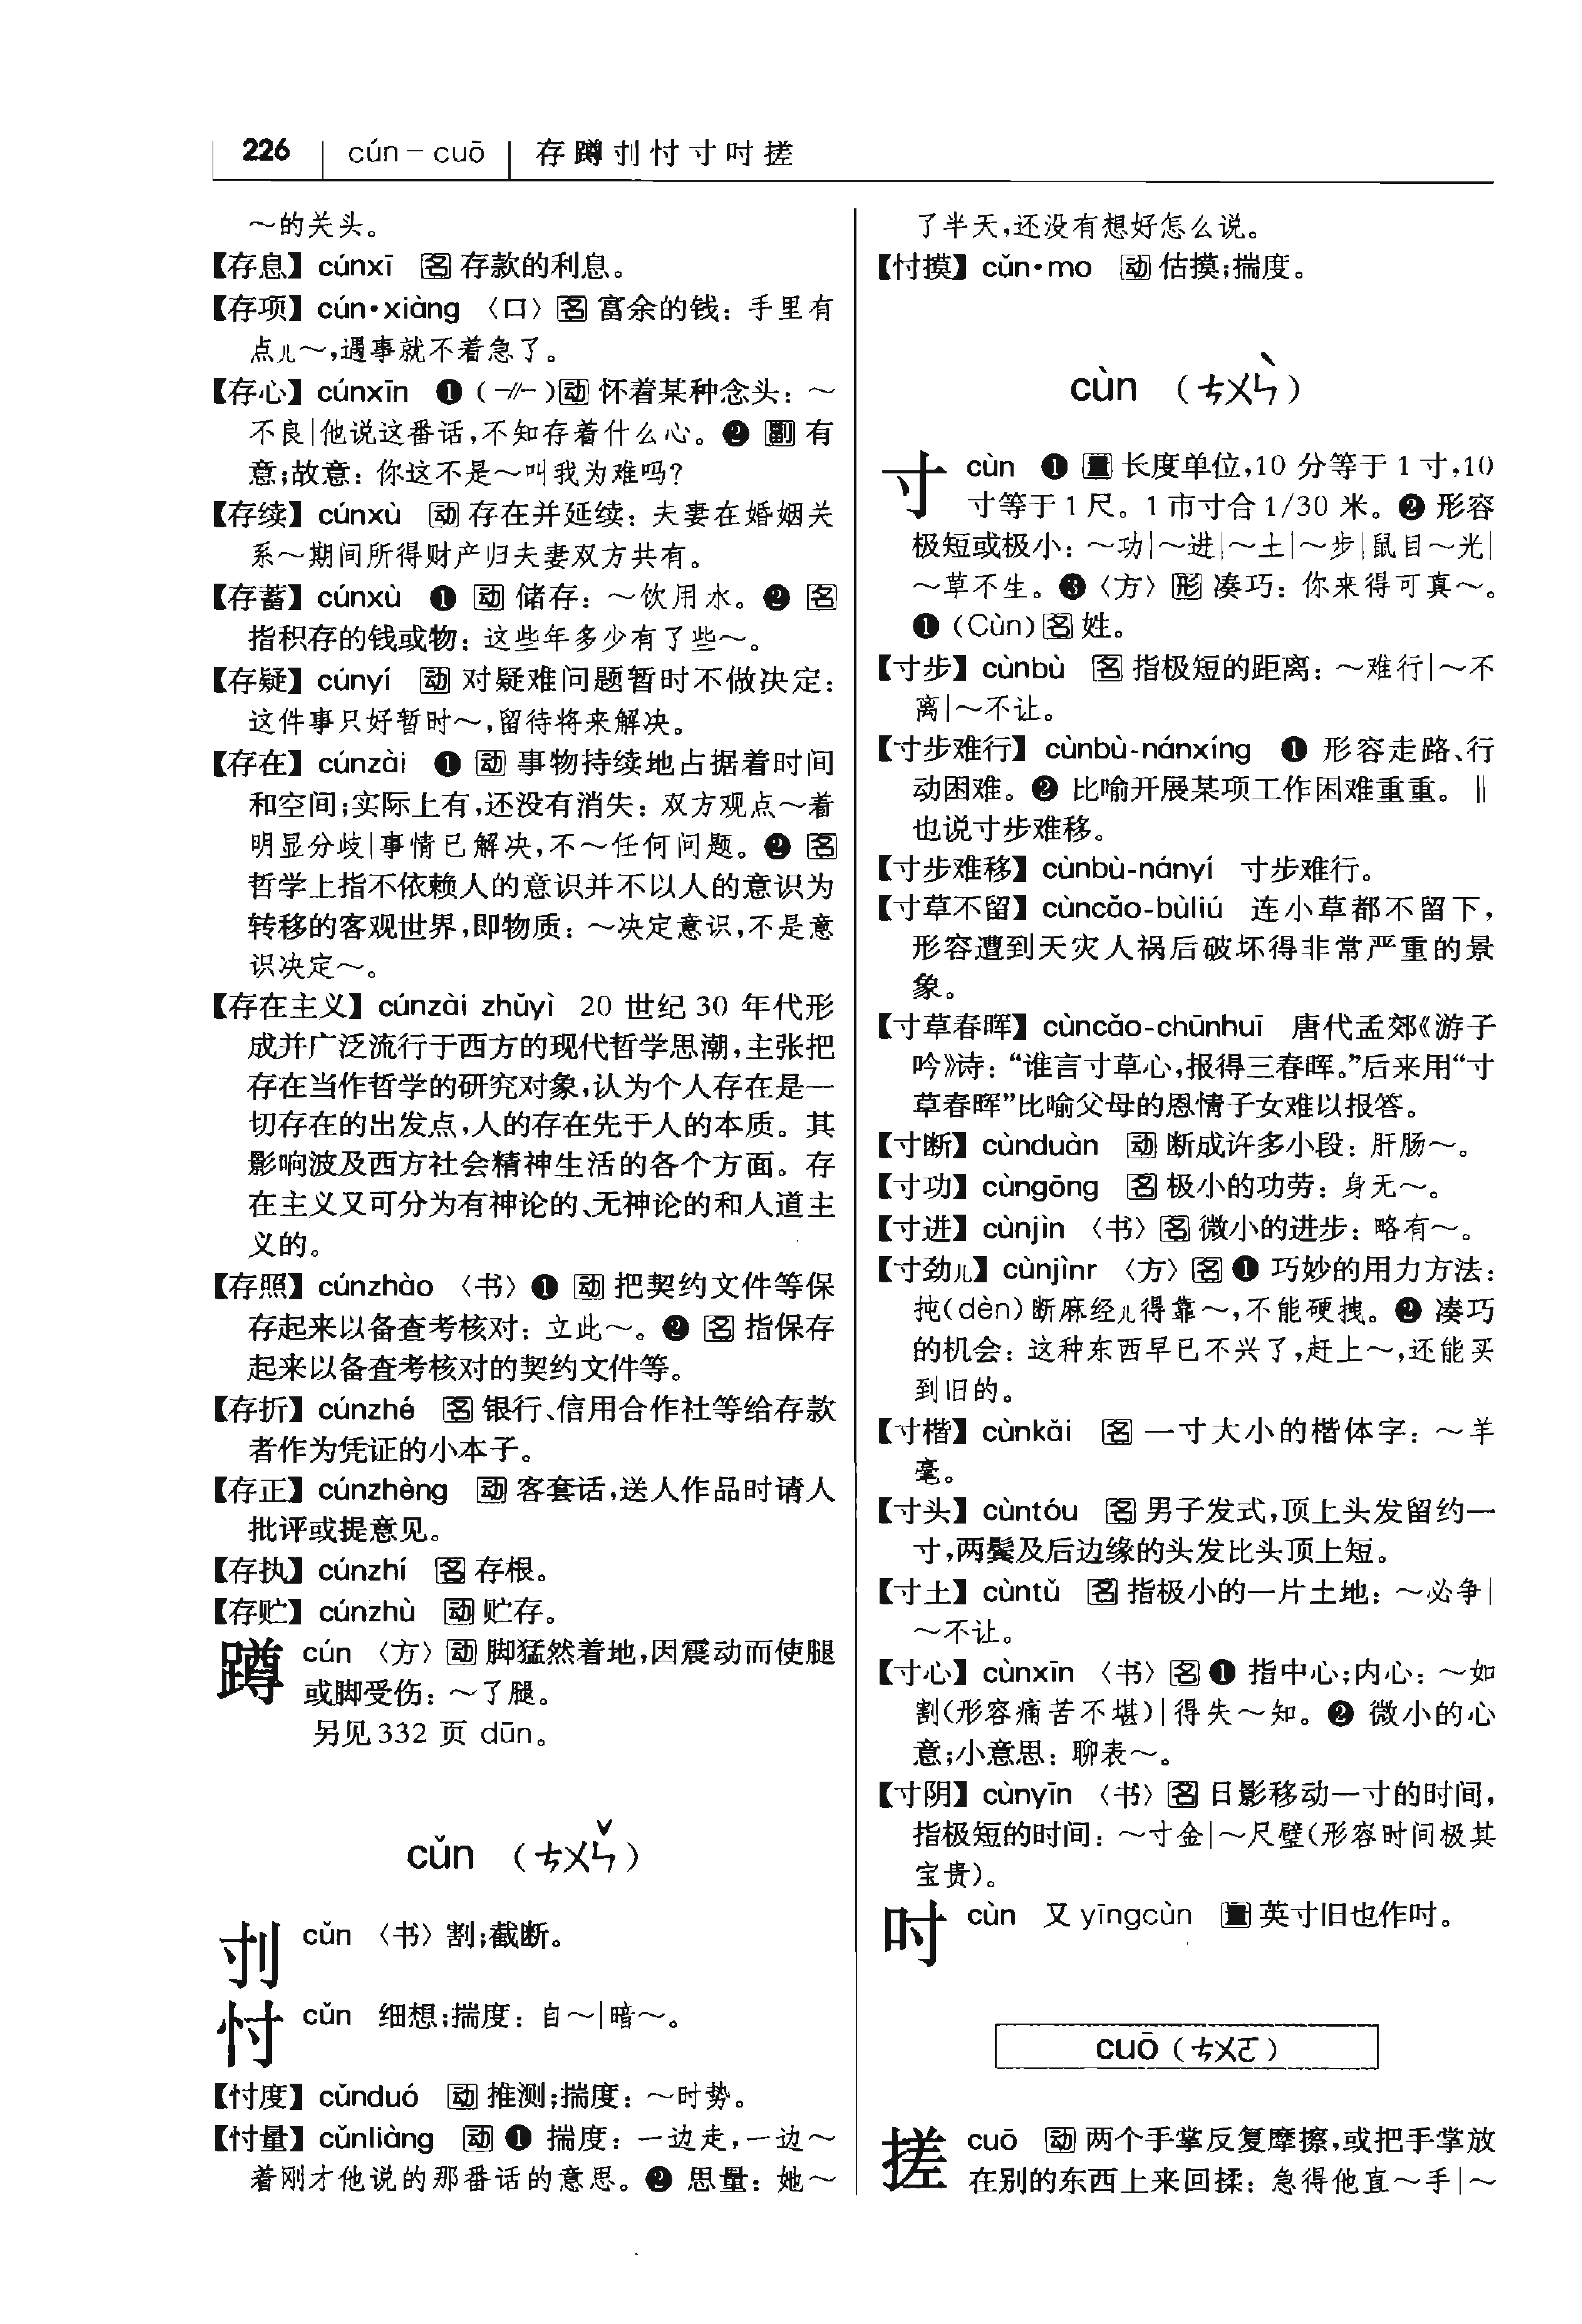 226 cún－cuō 存蹲刌忖寸吋搓
～的关头。
【存息】cúnxī 名 存款的利息。
【存项】cún·xiàng 〈口〉名 富余的钱：手里有
点儿～，遇事就不着急了。
【存心】cúnxīn ❶（－//－）动 怀着某种念头：～
不良|他说这番话，不知存着什么心。❷ 副 有
意；故意：你这不是～叫我为难吗？
【存续】cúnxù 动 存在并延续：夫妻在婚姻关
系～期间所得财产归夫妻双方共有。
【存蓄】cúnxù ❶ 动 储存：～饮用水。❷ 名
指积存的钱或物：这些年多少有了些～。
【存疑】cúnyí 动 对疑难问题暂时不做决定：
这件事只好暂时～，留待将来解决。
【存在】cúnzài ❶ 动 事物持续地占据着时间
和空间；实际上有，还没有消失：双方观点～着
明显分歧|事情已解决，不～任何问题。❷ 名
哲学上指不依赖人的意识并不以人的意识为
转移的客观世界，即物质：～决定意识，不是意
识决定～。
【存在主义】cúnzài zhǔyì 20 世纪 30 年代形
成并广泛流行于西方的现代哲学思潮，主张把
存在当作哲学的研究对象，认为个人存在是一
切存在的出发点，人的存在先于人的本质。其
影响波及西方社会精神生活的各个方面。存
在主义又可分为有神论的、无神论的和人道主
义的。
【存照】cúnzhào 〈书〉❶ 动 把契约文件等保
存起来以备查考核对：立此～。❷ 名 指保存
起来以备查考核对的契约文件等。
【存折】cúnzhé 名 银行、信用合作社等给存款
者作为凭证的小本子。
【存正】cúnzhèng 动 客套话，送人作品时请人
批评或提意见。
【存执】cúnzhí 名 存根。
【存贮】cúnzhù 动 贮存。
蹲 cún 〈方〉动 脚猛然着地，因震动而使腿
或脚受伤：～了腿。
另见332 页 dūn。
cǔn （ㄘㄨㄣˇ）
刌 cǔn 〈书〉割；截断。
忖 cǔn 细想；揣度：自～|暗～。
【忖度】cǔnduó 动 推测；揣度：～时势。
【忖量】cǔnliàng 动 ❶ 揣度：一边走，一边～
着刚才他说的那番话的意思。❷ 思量：她～
了半天，还没有想好怎么说。
【忖摸】cǔn·mo 动 估摸；揣度。
cùn （ㄘㄨㄣˋ）
寸 cùn ❶ 量 长度单位，10 分等于 1 寸，10
寸等于 1 尺。1 市寸合 1/30 米。❷ 形容
极短或极小：～功|～进|～土|～步|鼠目～光|
～草不生。❸〈方〉形 凑巧：你来得可真～。
❶（Cùn）名 姓。
【寸步】cùnbù 名 指极短的距离：～难行|～不
离|～不让。
【寸步难行】cùnbù-nánxíng ❶ 形容走路、行
动困难。❷ 比喻开展某项工作困难重重。‖
也说寸步难移。
【寸步难移】cùnbù-nányí 寸步难行。
【寸草不留】cùncǎo-bùliú 连小草都不留下，
形容遭到天灾人祸后破坏得非常严重的景
象。
【寸草春晖】cùncǎo-chūnhuī 唐代孟郊《游子
吟》诗：“谁言寸草心，报得三春晖。”后来用“寸
草春晖”比喻父母的恩情子女难以报答。
【寸断】cùnduàn 动 断成许多小段：肝肠～。
【寸功】cùngōng 名 极小的功劳：身无～。
【寸进】cùnjìn 〈书〉名 微小的进步：略有～。
【寸劲儿】cùnjìnr 〈方〉名 ❶ 巧妙的用力方法：
扽（dèn）断麻经儿得靠～，不能硬拽。❷ 凑巧
的机会：这种东西早已不兴了，赶上～，还能买
到旧的。
【寸楷】cùnkǎi 名 一寸大小的楷体字：～羊
毫。
【寸头】cùntóu 名 男子发式，顶上头发留约一
寸，两鬓及后边缘的头发比头顶上短。
【寸土】cùntǔ 名 指极小的一片土地：～必争|
～不让。
【寸心】cùnxīn 〈书〉名 ❶ 指中心；内心：～如
割（形容痛苦不堪）|得失～知。❷ 微小的心
意；小意思：聊表～。
【寸阴】cùnyīn 〈书〉名 日影移动一寸的时间，
指极短的时间：～寸金|～尺璧（形容时间极其
宝贵）。
吋 cùn 又 yīngcùn 量 英寸旧也作吋。
cuō（ㄘㄨㄛ）
搓 cuō 动 两个手掌反复摩擦，或把手掌放
在别的东西上来回揉：急得他直～手|～